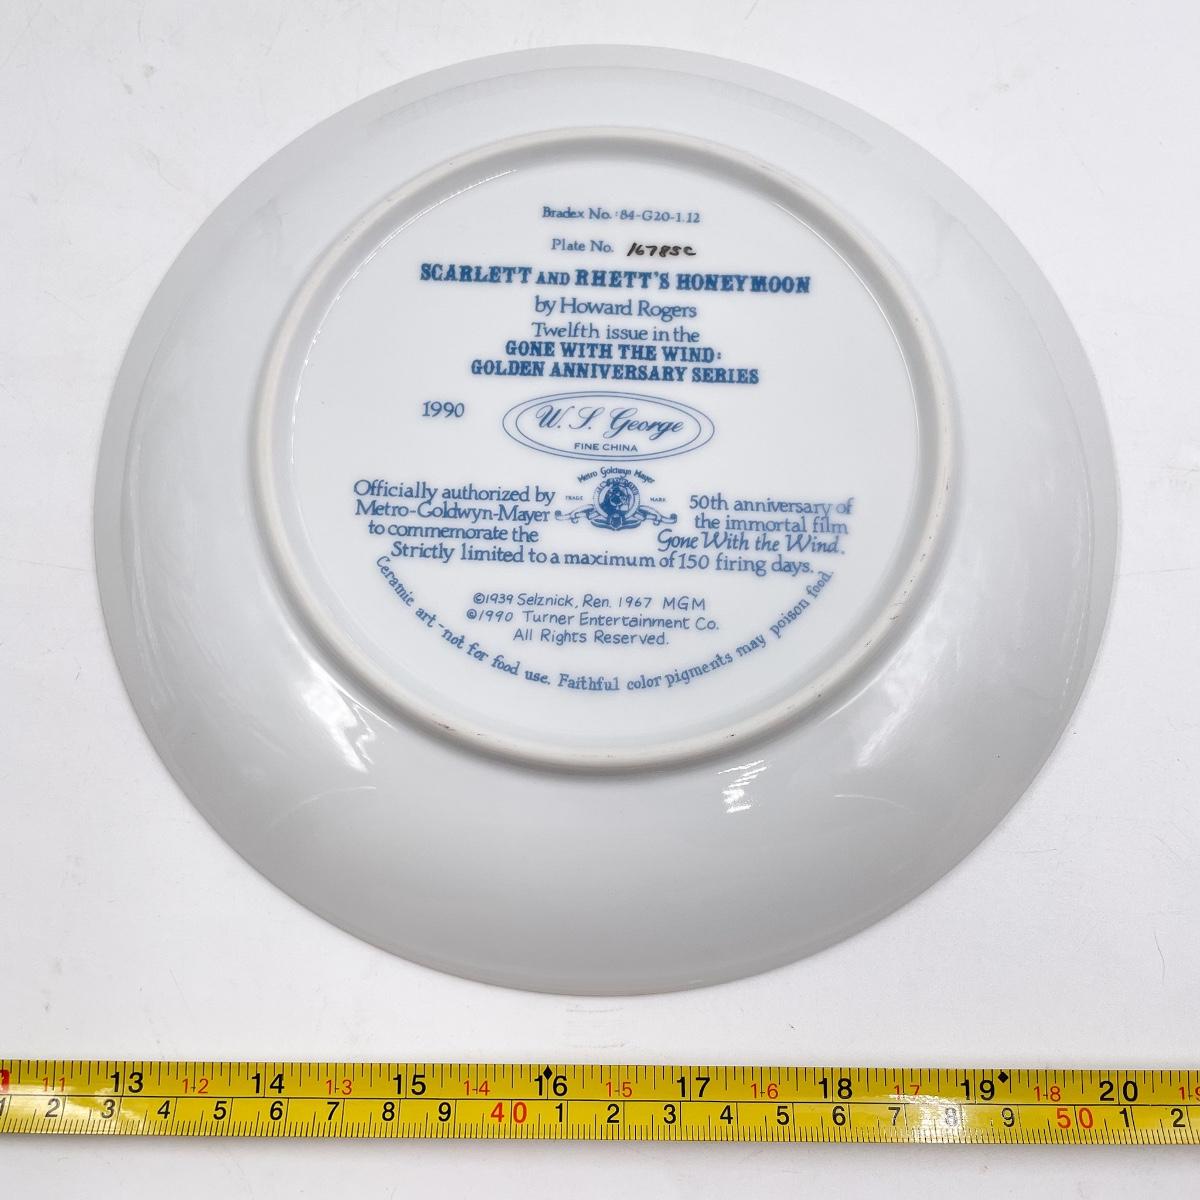 Bradex No.: 84-G20-1.12
Plate No. 1678SC
SCARLETT AND RHETT'S HONEYMOON
by Howard Rogers
Twelfth issue in the
GONE WITH THE WIND:
GOLDEN ANNIVERSARY SERIES
1990
W. S. George
FINE CHINA
Metro Goldwyn Mayer
TRADE MARK
Officially authorized by
Metro-Goldwyn-Mayer
to commemorate the
50th anniversary of
the immortal film
Gone With the Wind.
Strictly limited to a maximum of 150 firing days.
©1939 Selznick, Ren. 1967 MGM
©1990 Turner Entertainment Co.
All Rights Reserved.
Ceramic art-not for food use. Faithful color pigments may poison food.
1-1 13 1-2 14 1-3 15 1-4 16 1-5 17 1-6 18 1-7 19 1-8 20 1-9
1 2 3 4 5 6 7 8 9 40 1 2 3 4 5 6 7 8 9 50 1 2